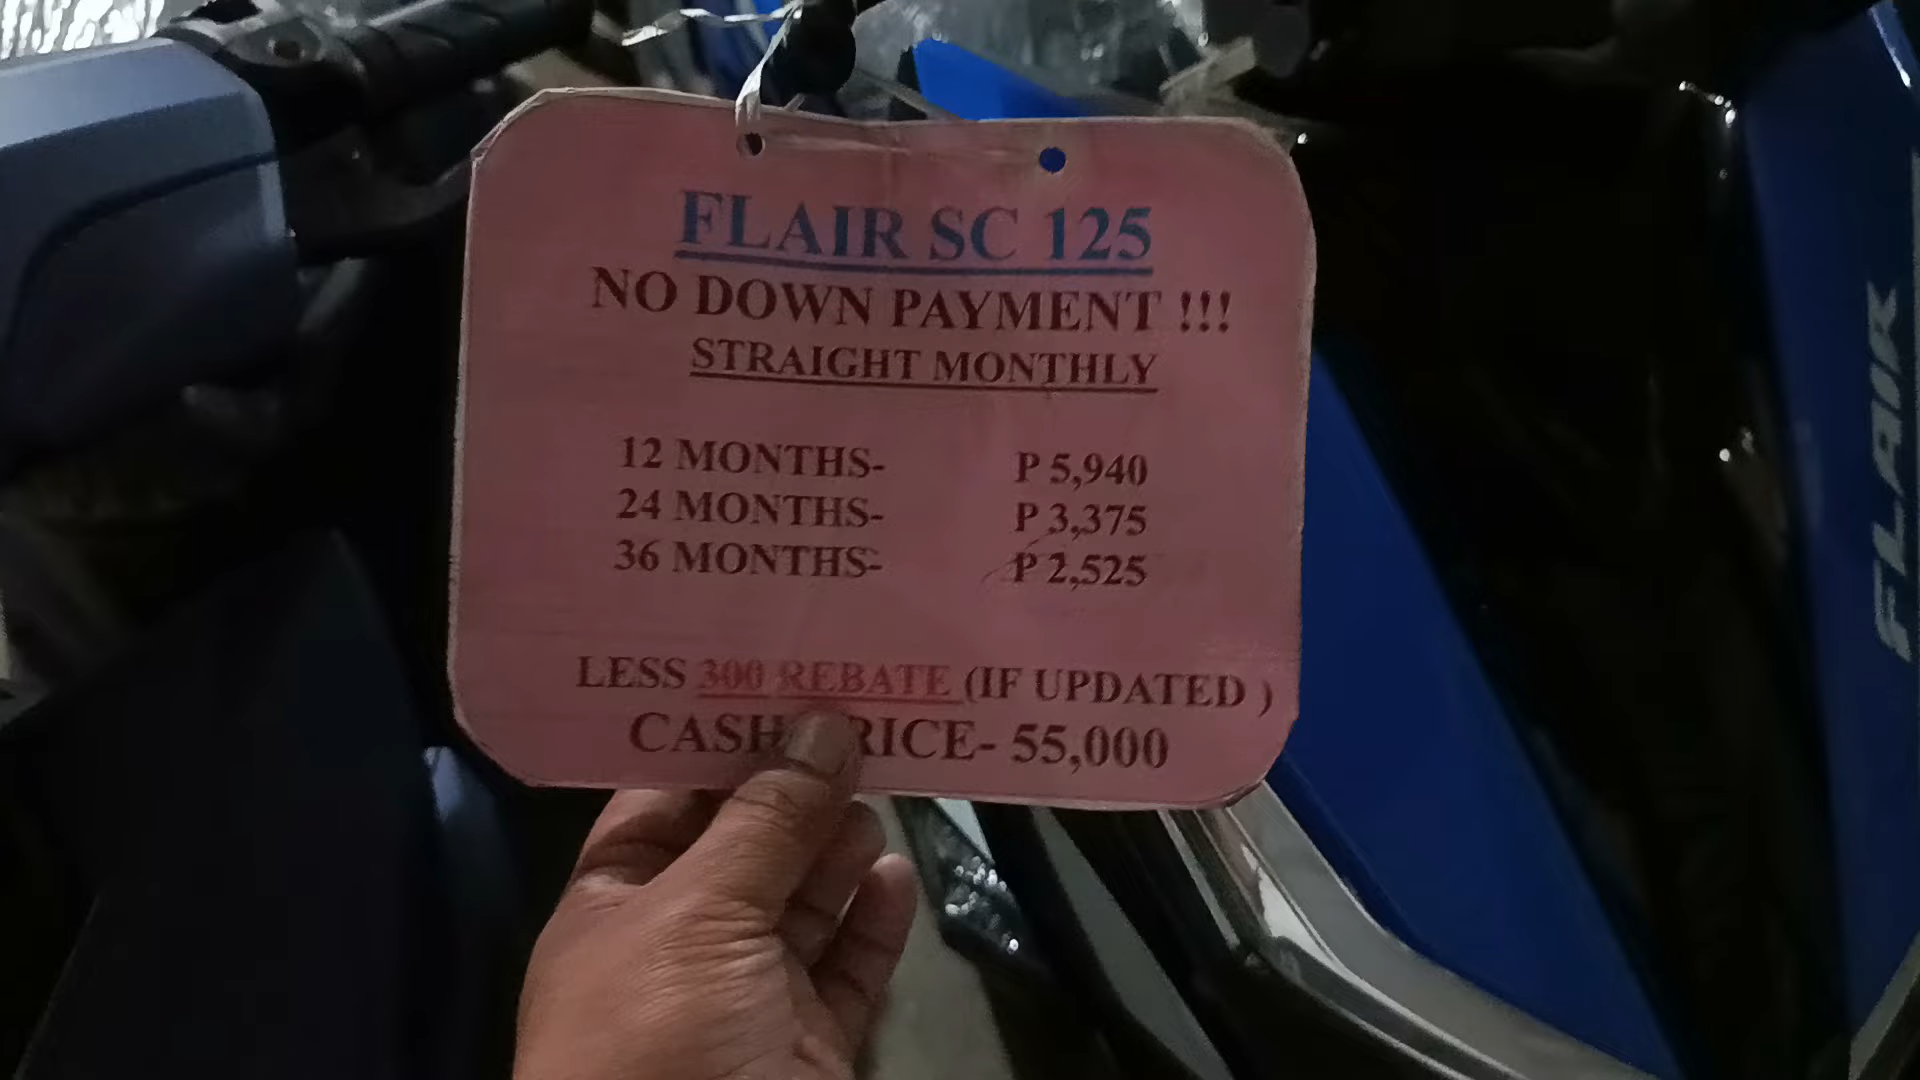 FLAIR SC 125
NO DOWN PAYMENT !!!
STRAIGHT MONTHLY
12 MONTHS- P 5,940
24 MONTHS- P 3,375
36 MONTHS- P 2,525
LESS 300 REBATE (IF UPDATED )
CASH PRICE- 55,000
FLAIR